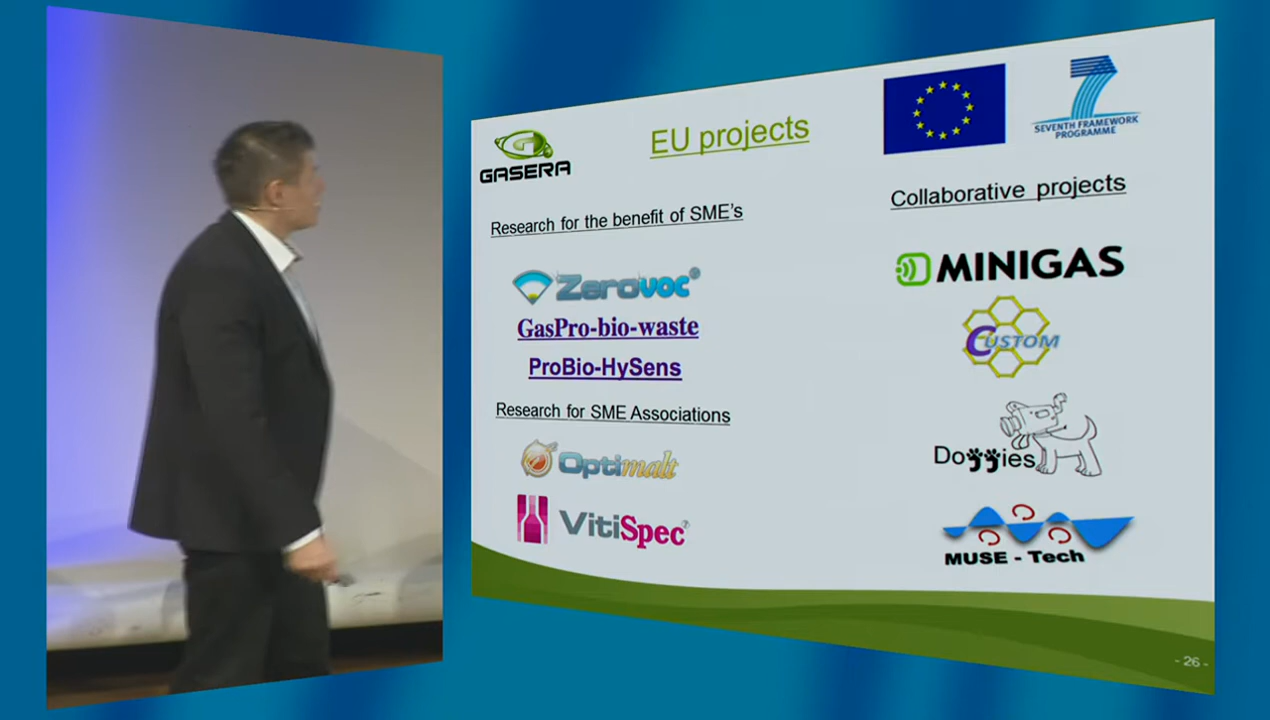 GASERA
EU projects
SEVENTH FRAMEWORK
PROGRAMME
Research for the benefit of SME's
Zerovoc®
GasPro-bio-waste
ProBio-HySens
Research for SME Associations
Optimalt
VitiSpec
Collaborative projects
MINIGAS
CUSTOM
Doggies
MUSE - Tech
- 26 -